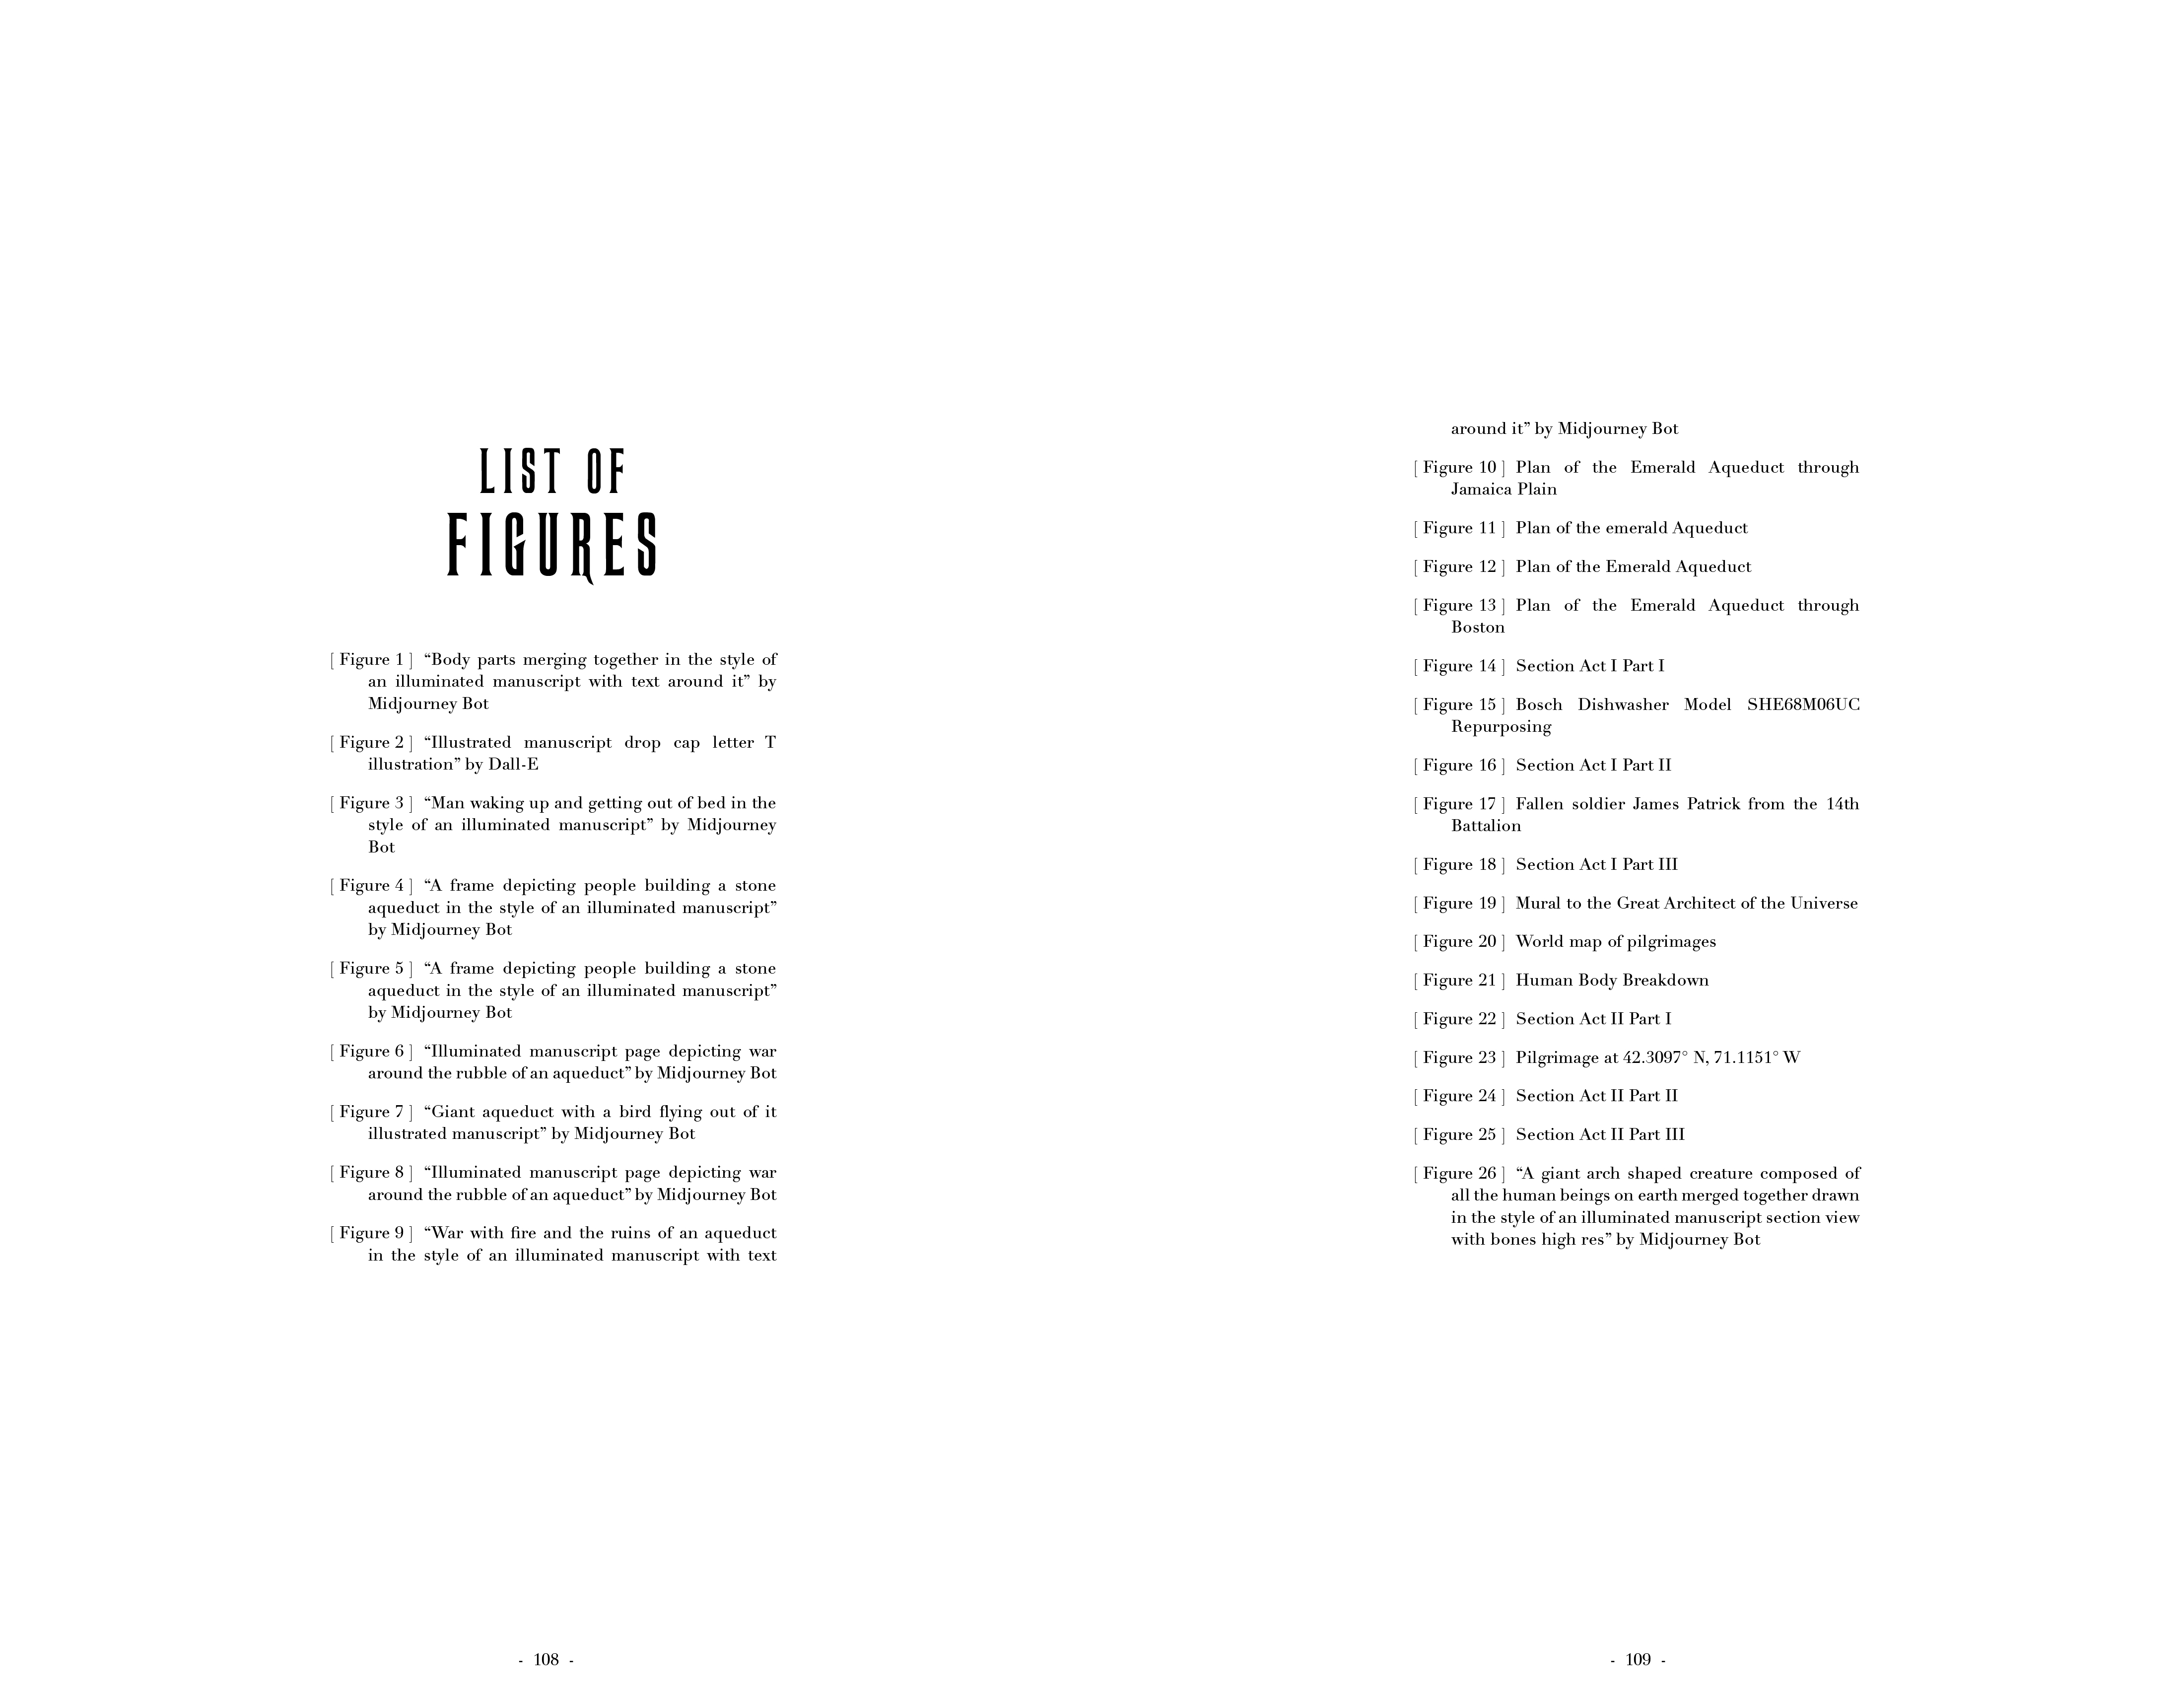 LIST OF
FIGURES
[ Figure 1 ] “Body parts merging together in the style of
an illuminated manuscript with text around it” by
Midjourney Bot
[ Figure 2 ] “Illustrated manuscript drop cap letter T
illustration” by Dall-E
[ Figure 3 ] “Man waking up and getting out of bed in the
style of an illuminated manuscript” by Midjourney
Bot
[ Figure 4 ] “A frame depicting people building a stone
aqueduct in the style of an illuminated manuscript”
by Midjourney Bot
[ Figure 5 ] “A frame depicting people building a stone
aqueduct in the style of an illuminated manuscript”
by Midjourney Bot
[ Figure 6 ] “Illuminated manuscript page depicting war
around the rubble of an aqueduct” by Midjourney Bot
[ Figure 7 ] “Giant aqueduct with a bird flying out of it
illustrated manuscript” by Midjourney Bot
[ Figure 8 ] “Illuminated manuscript page depicting war
around the rubble of an aqueduct” by Midjourney Bot
[ Figure 9 ] “War with fire and the ruins of an aqueduct
in the style of an illuminated manuscript with text
- 108 -
around it” by Midjourney Bot
[ Figure 10 ] Plan of the Emerald Aqueduct through
Jamaica Plain
[ Figure 11 ] Plan of the emerald Aqueduct
[ Figure 12 ] Plan of the Emerald Aqueduct
[ Figure 13 ] Plan of the Emerald Aqueduct through
Boston
[ Figure 14 ] Section Act I Part I
[ Figure 15 ] Bosch Dishwasher Model SHE68M06UC
Repurposing
[ Figure 16 ] Section Act I Part II
[ Figure 17 ] Fallen soldier James Patrick from the 14th
Battalion
[ Figure 18 ] Section Act I Part III
[ Figure 19 ] Mural to the Great Architect of the Universe
[ Figure 20 ] World map of pilgrimages
[ Figure 21 ] Human Body Breakdown
[ Figure 22 ] Section Act II Part I
[ Figure 23 ] Pilgrimage at 42.3097° N, 71.1151° W
[ Figure 24 ] Section Act II Part II
[ Figure 25 ] Section Act II Part III
[ Figure 26 ] “A giant arch shaped creature composed of
all the human beings on earth merged together drawn
in the style of an illuminated manuscript section view
with bones high res” by Midjourney Bot
- 109 -